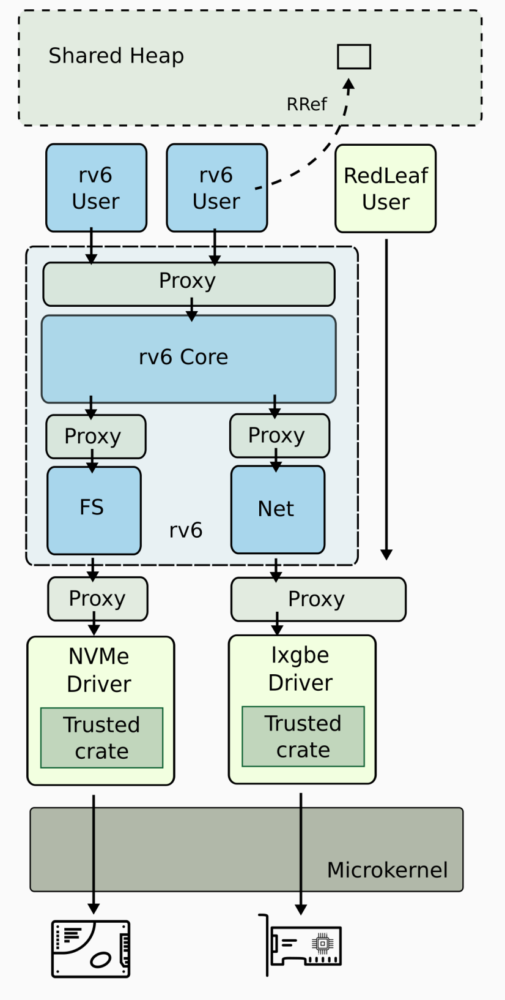 Shared Heap
RRef
rv6
User
rv6
User
RedLeaf
User
Proxy
rv6 Core
Proxy
Proxy
FS
Net
rv6
Proxy
Proxy
NVMe
Driver
Trusted
crate
Ixgbe
Driver
Trusted
crate
Microkernel